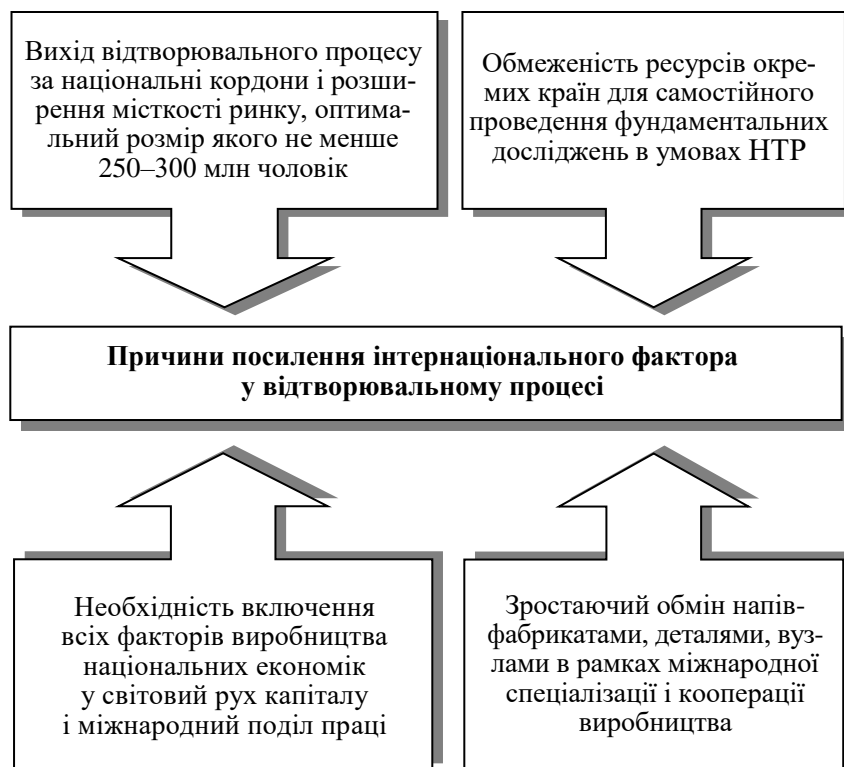 Вихід відтворювального процесу
за національні кордони і розши-
рення місткості ринку, оптима-
льний розмір якого не менше
250–300 млн чоловік
Обмеженість ресурсів окре-
мих країн для самостійного
проведення фундаментальних
досліджень в умовах НТР
Причини посилення інтернаціонального фактора
у відтворювальному процесі
Необхідність включення
всіх факторів виробництва
національних економік
у світовий рух капіталу
і міжнародний поділ праці
Зростаючий обмін напів-
фабрикатами, деталями, вуз-
лами в рамках міжнародної
спеціалізації і кооперації
виробництва